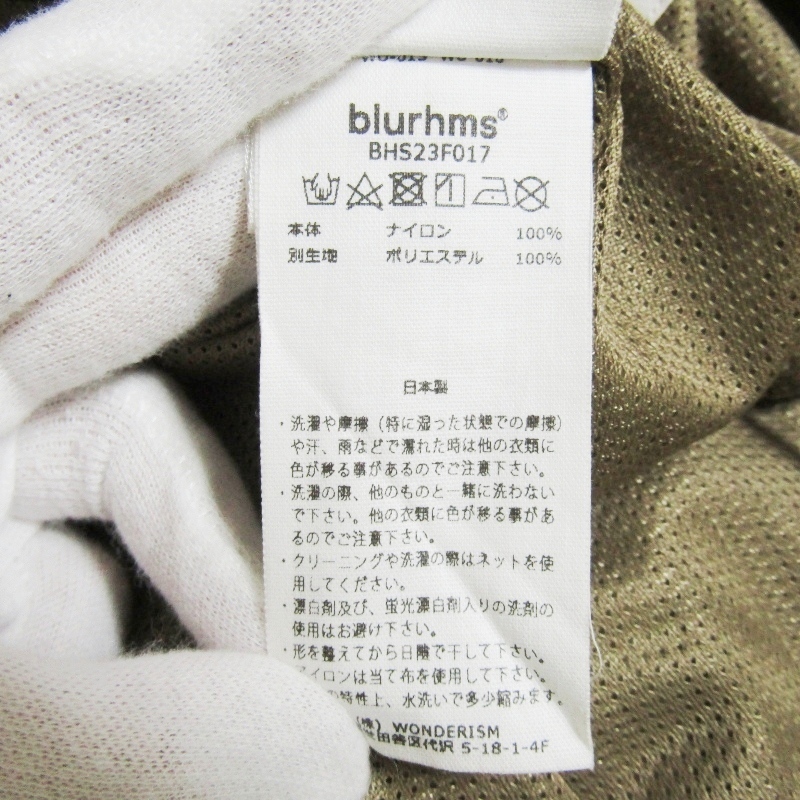 blurhms®
BHS23F017
本体 ナイロン 100%
別生地 ポリエステル 100%
日本製
・洗濯や摩擦（特に湿った状態での摩擦）
や汗、雨などで濡れた時は他の衣類に
色が移る事があるのでご注意下さい。
・洗濯の際、他のものと一緒に洗わない
で下さい。他の衣類に色が移る事があ
るのでご注意下さい。
・クリーニングや洗濯の際はネットを使
用してください。
・漂白剤及び、蛍光漂白剤入りの洗剤の
使用はお避け下さい。
・形を整えてから日陰で干して下さい。
アイロンは当て布を使用して下さい。
特性上、水洗いで多少縮みます。
(株) WONDERISM
田谷区代沢 5-18-1-4F